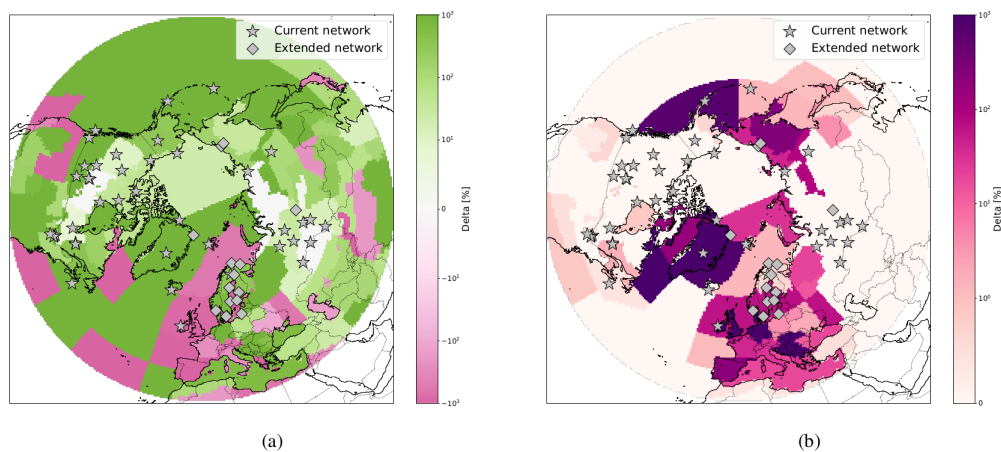 Current network
Extended network
10³
10²
10¹
0
−10¹
−10²
−10³
Delta [%]
(a)
Current network
Extended network
10³
10²
10¹
10⁰
0
Delta [%]
(b)